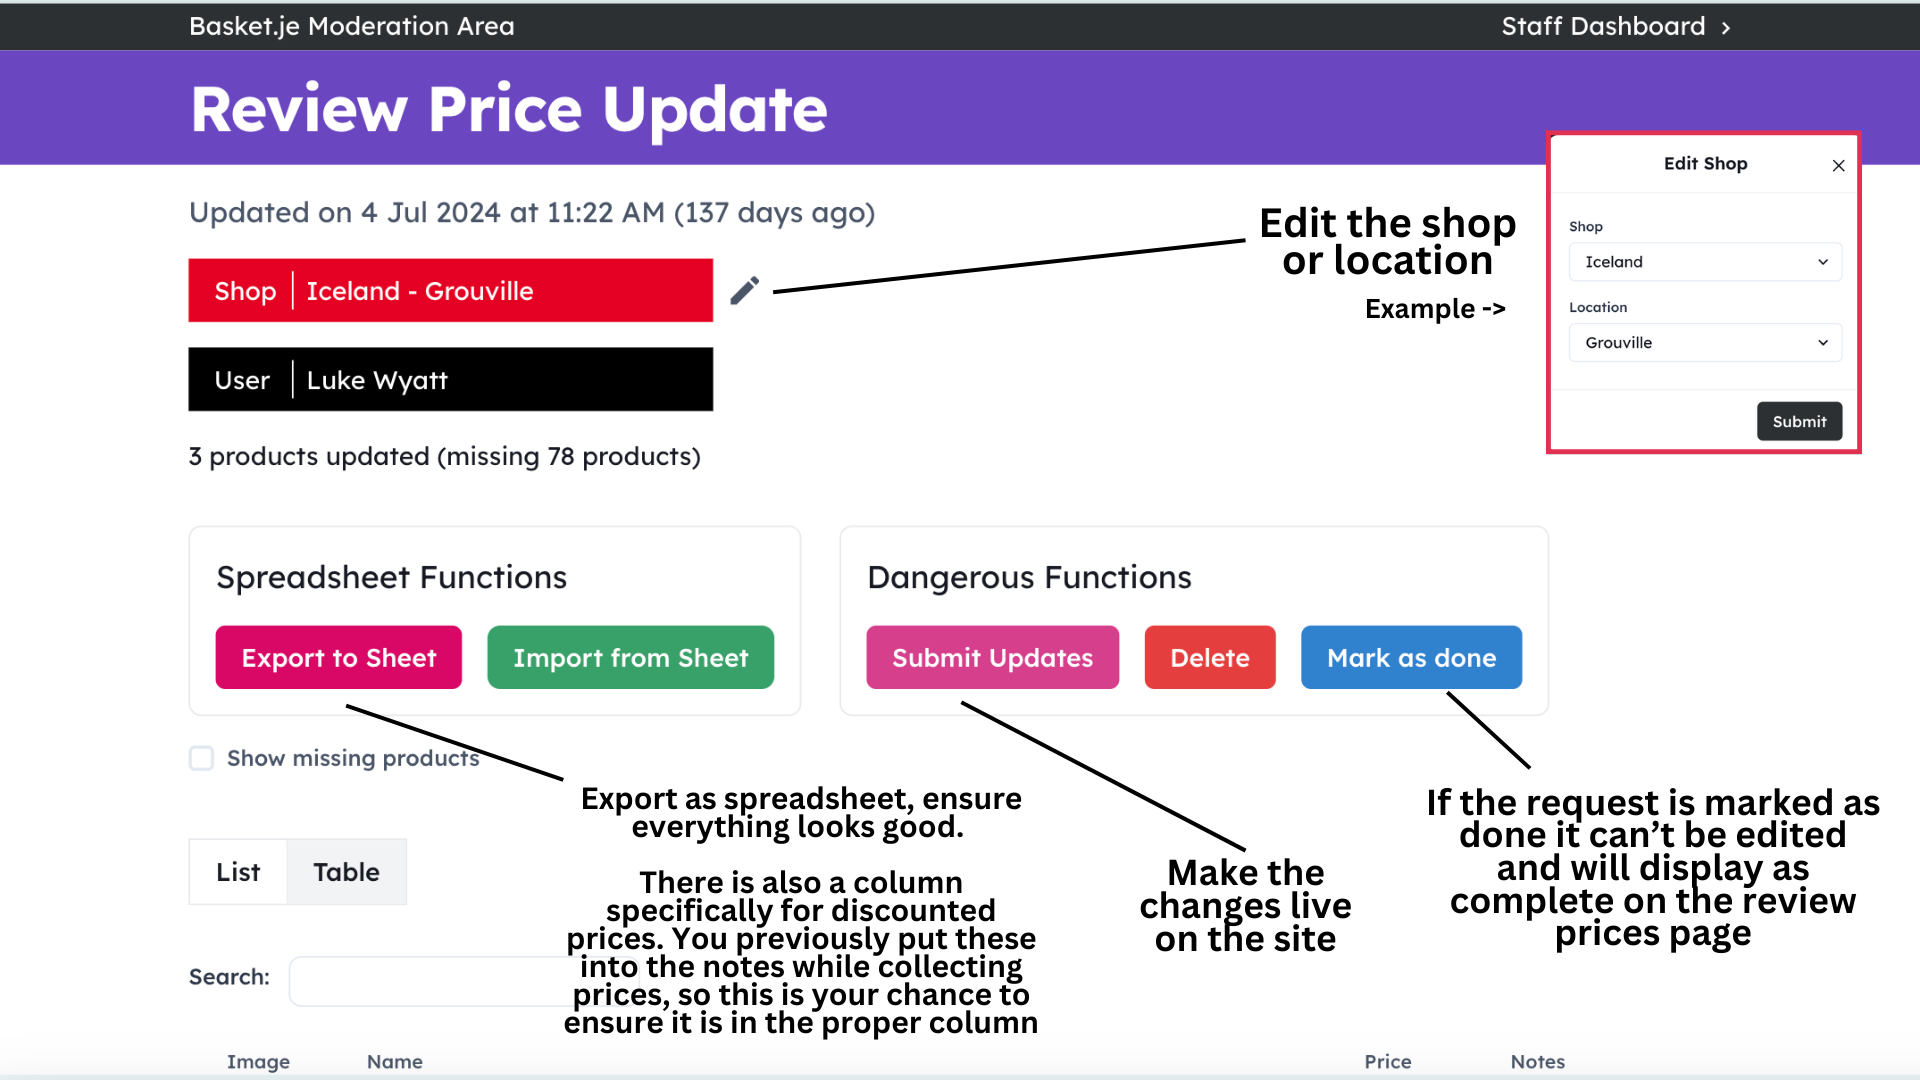 Basket.je Moderation Area
Staff Dashboard >
Review Price Update
Updated on 4 Jul 2024 at 11:22 AM (137 days ago)
Shop | Iceland - Grouville
User | Luke Wyatt
3 products updated (missing 78 products)
Edit the shop
or location
Example ->
Edit Shop
Shop
Iceland
Location
Grouville
Submit
Spreadsheet Functions
Export to Sheet
Import from Sheet
Dangerous Functions
Submit Updates
Delete
Mark as done
Show missing products
Export as spreadsheet, ensure
everything looks good.
There is also a column
specifically for discounted
prices. You previously put these
into the notes while collecting
prices, so this is your chance to
ensure it is in the proper column
Make the
changes live
on the site
If the request is marked as
done it can’t be edited
and will display as
complete on the review
prices page
List
Table
Search:
Image
Name
Price
Notes